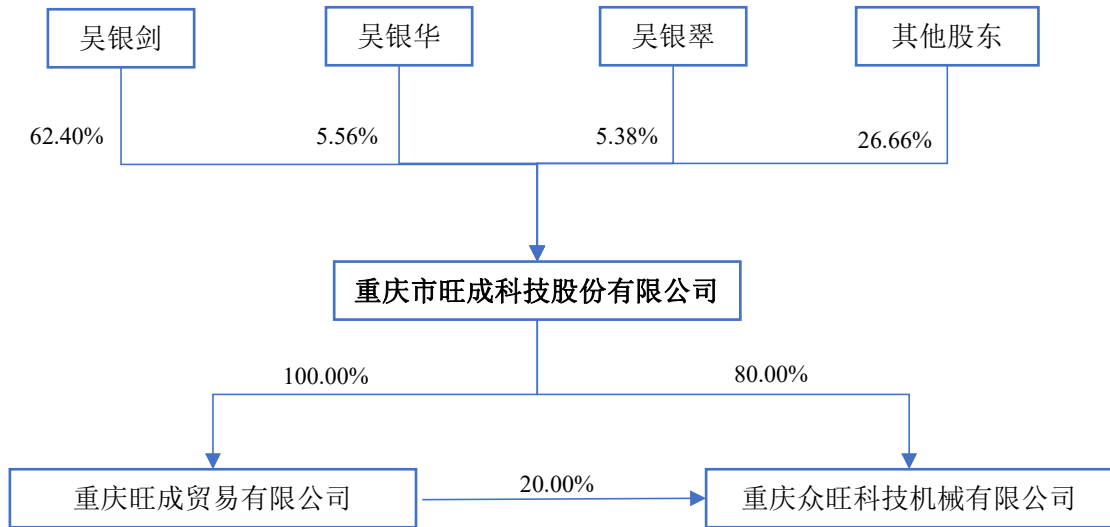 吴银剑
吴银华
吴银翠
其他股东
62.40%
5.56%
5.38%
26.66%
重庆市旺成科技股份有限公司
100.00%
80.00%
重庆旺成贸易有限公司
20.00%
重庆众旺科技机械有限公司